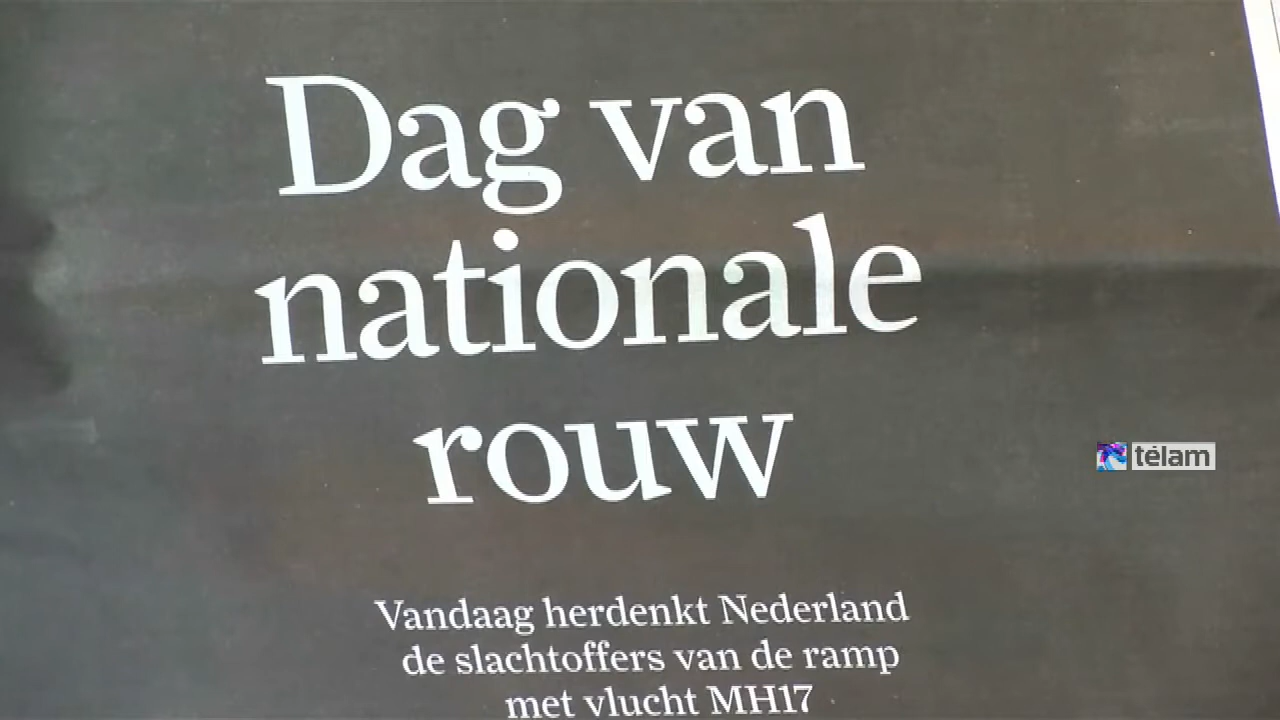 Dag van
nationale
rouw
télam
Vandaag herdenkt Nederland
de slachtoffers van de ramp
met vlucht MH17